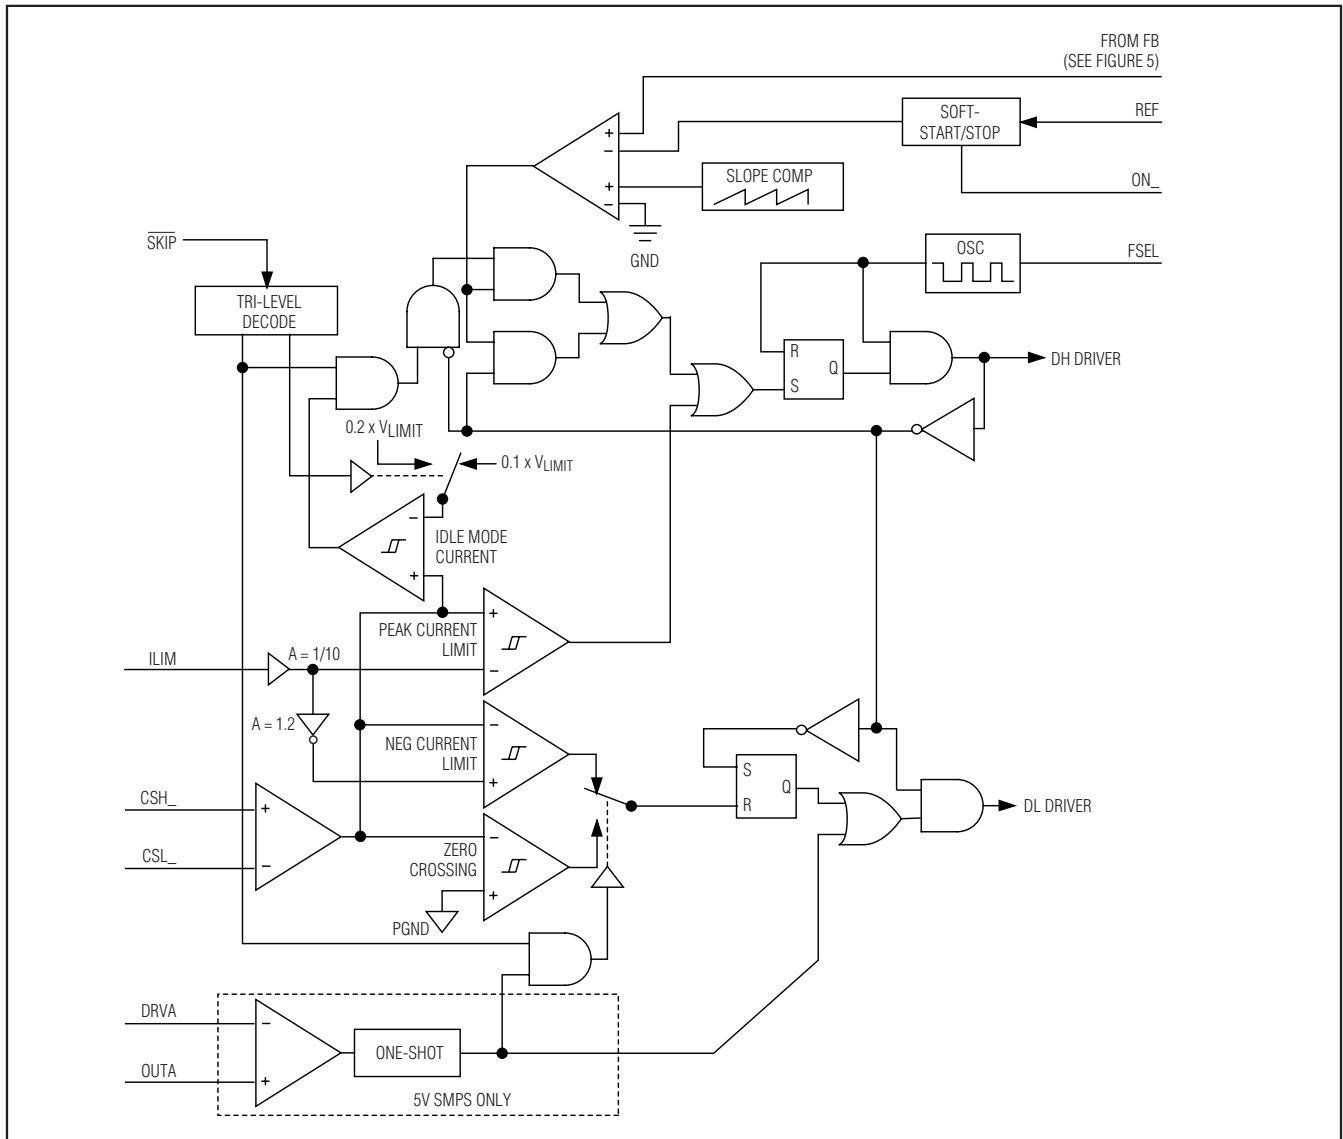 FROM FB
(SEE FIGURE 5)
SOFT-
START/STOP
REF
ON_
+
−
SLOPE COMP
+
−
GND
SKIP
TRI-LEVEL
DECODE
OSC
FSEL
R
S
Q
DH DRIVER
0.2 x VLIMIT
0.1 x VLIMIT
−
IDLE MODE
CURRENT
+
+
PEAK CURRENT
LIMIT
−
ILIM
A = 1/10
A = 1.2
−
NEG CURRENT
LIMIT
+
S
Q
R
CSH_
+
CSL_
−
−
ZERO
CROSSING
+
PGND
DL DRIVER
DRVA
−
ONE-SHOT
OUTA
+
5V SMPS ONLY